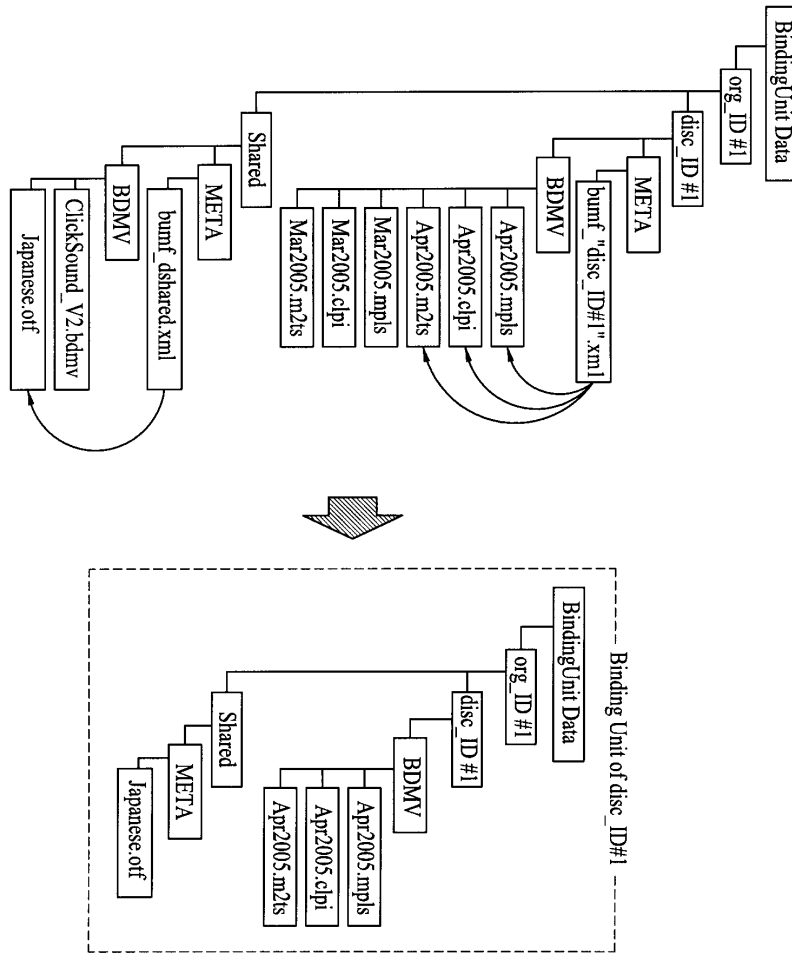 BindingUnit Data
org_ID #1
disc_ID #1
META
bumf_"disc_ID#1".xml
BDMV
Apr2005.mpls
Apr2005.clpi
Apr2005.m2ts
Mar2005.mpls
Mar2005.clpi
Mar2005.m2ts
Shared
META
bumf_dshared.xml
BDMV
ClickSound_V2.bdmv
Japanese.otf
Binding Unit of disc_ID#1
BindingUnit Data
org_ID #1
disc_ID #1
BDMV
Apr2005.mpls
Apr2005.clpi
Apr2005.m2ts
Shared
META
Japanese.otf